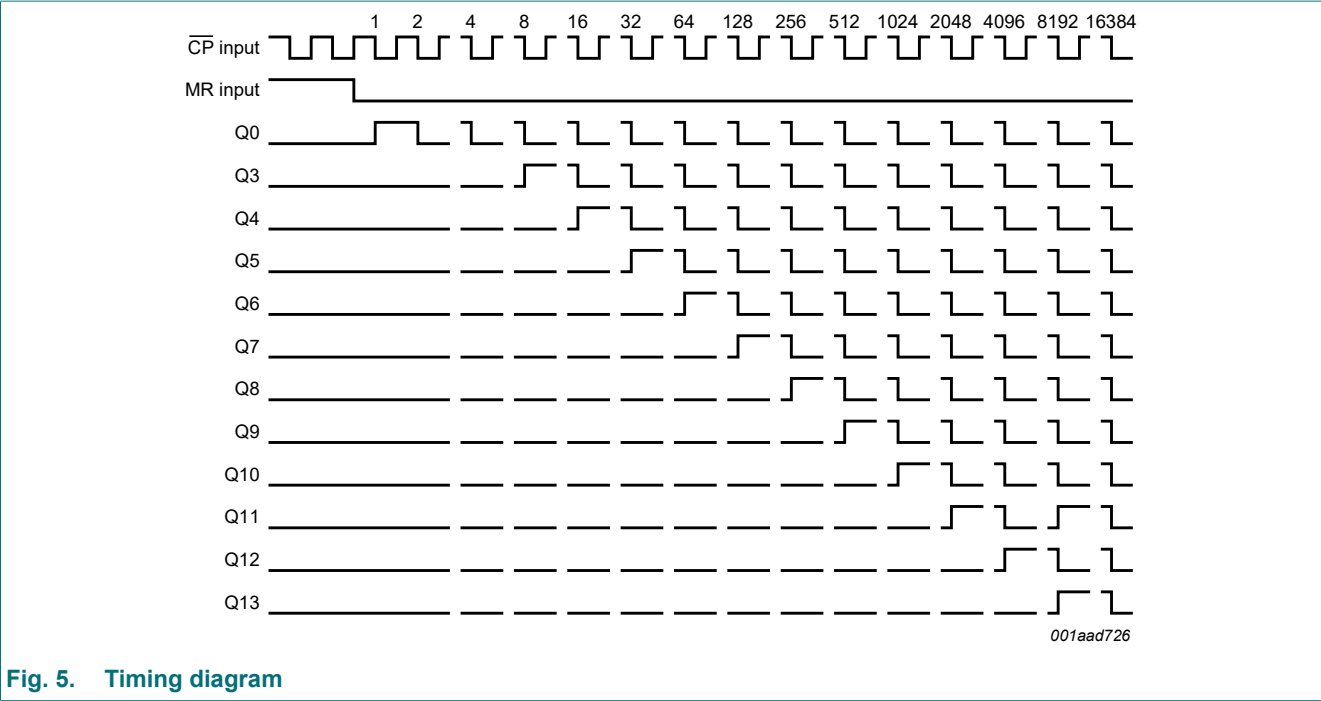 1 2 4 8 16 32 64 128 256 512 1024 2048 4096 8192 16384
CP input
MR input
Q0
Q3
Q4
Q5
Q6
Q7
Q8
Q9
Q10
Q11
Q12
Q13
001aad726
Fig. 5. Timing diagram